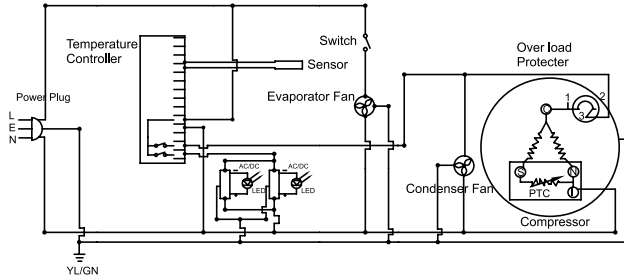 Temperature
Controller
Switch
Over load
Protecter
Sensor
Power Plug
Evaporator Fan
L
E
N
1
2
3
AC/DC
LED
AC/DC
LED
S
N
PTC
Condenser Fan
Compressor
YL/GN